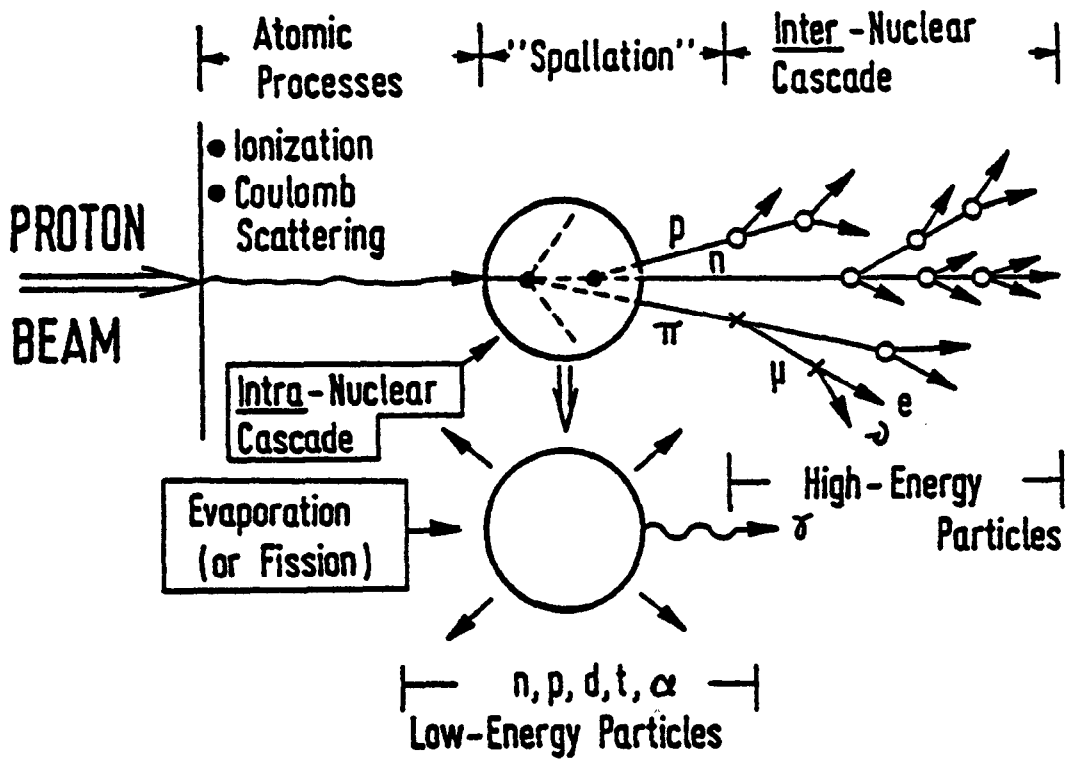 Atomic
Processes
"Spallation"
Inter-Nuclear
Cascade
• Ionization
• Coulomb
Scattering
PROTON
BEAM
p
n
π
μ
e
ν
Intra-Nuclear
Cascade
Evaporation
(or Fission)
γ
High-Energy
Particles
n, p, d, t, α
Low-Energy Particles